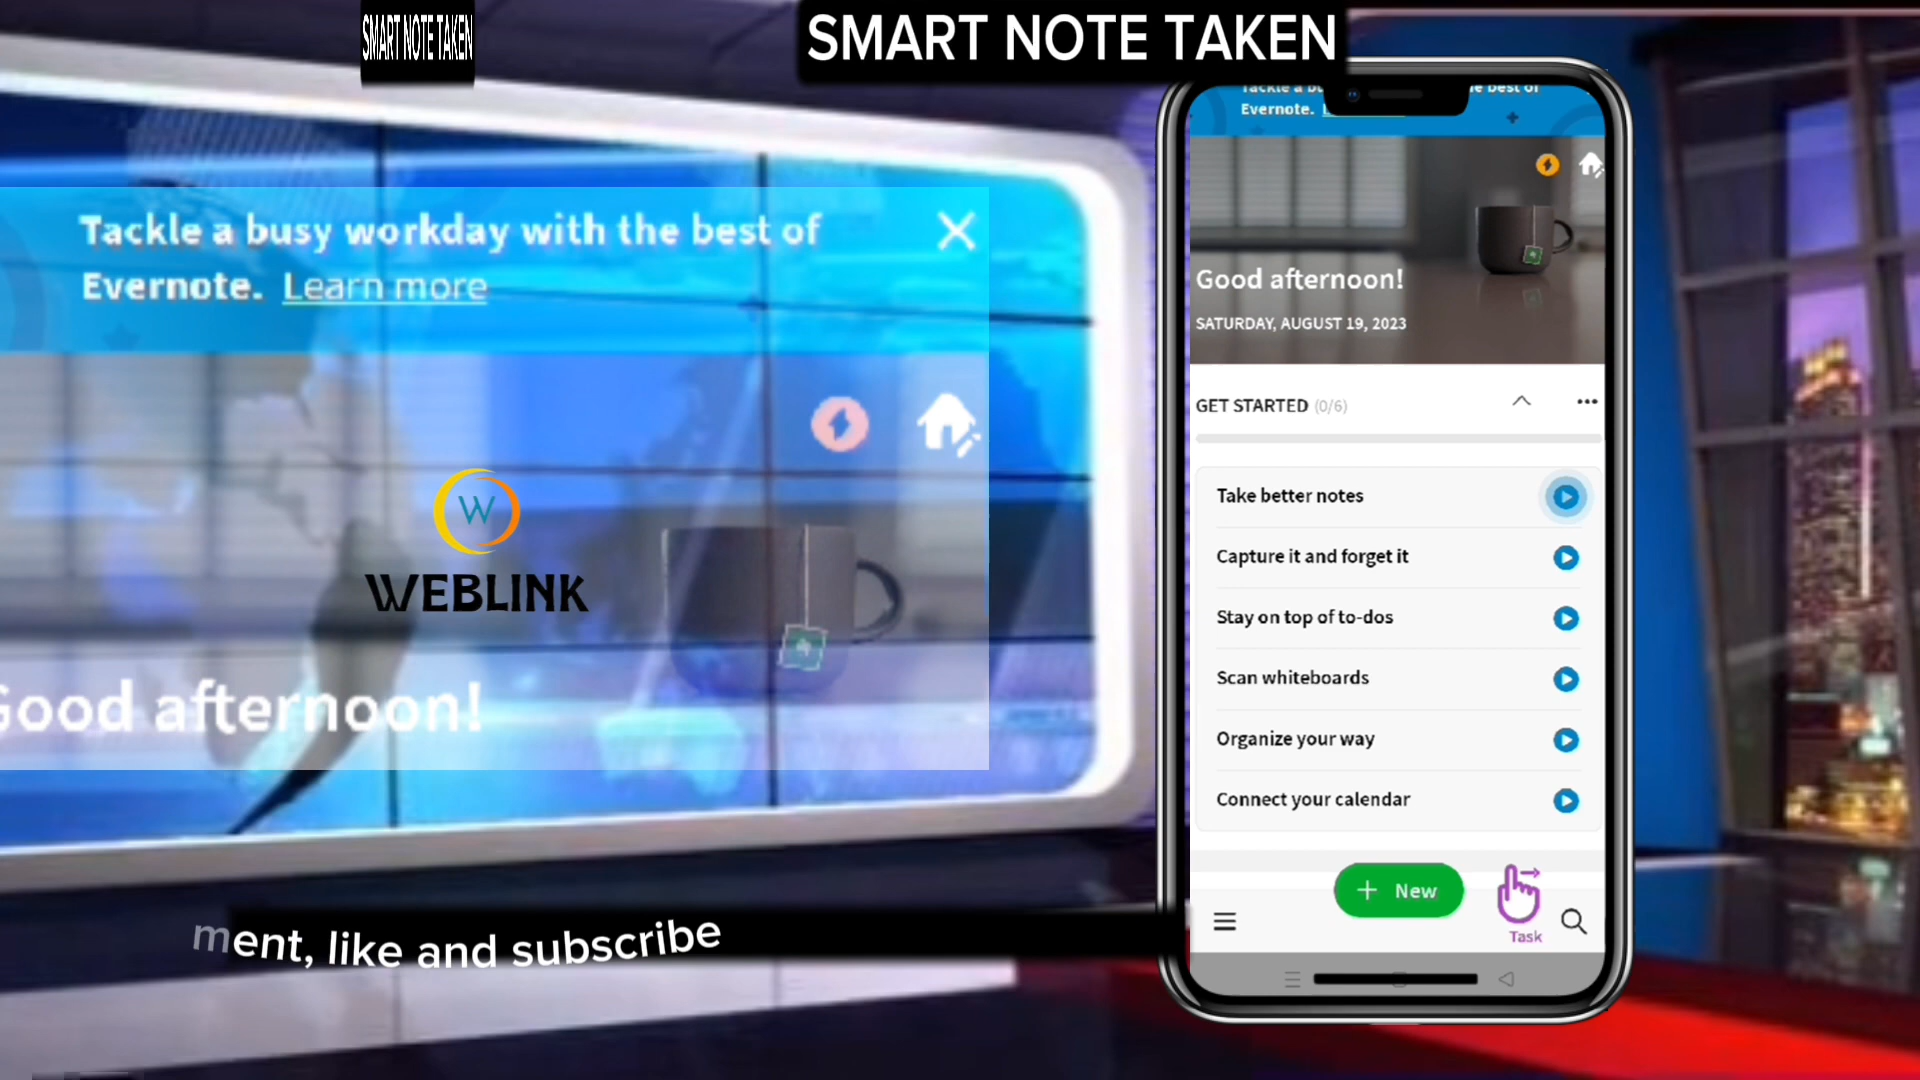 SMART NOTE TAKEN
SMART NOTE TAKEN
Tackle a busy workday with the best of
Evernote. Learn more
W
WEBLINK
Good afternoon!
ment, like and subscribe
Evernote.
Good afternoon!
SATURDAY, AUGUST 19, 2023
GET STARTED (0/6)
Take better notes
Capture it and forget it
Stay on top of to-dos
Scan whiteboards
Organize your way
Connect your calendar
+ New
Task